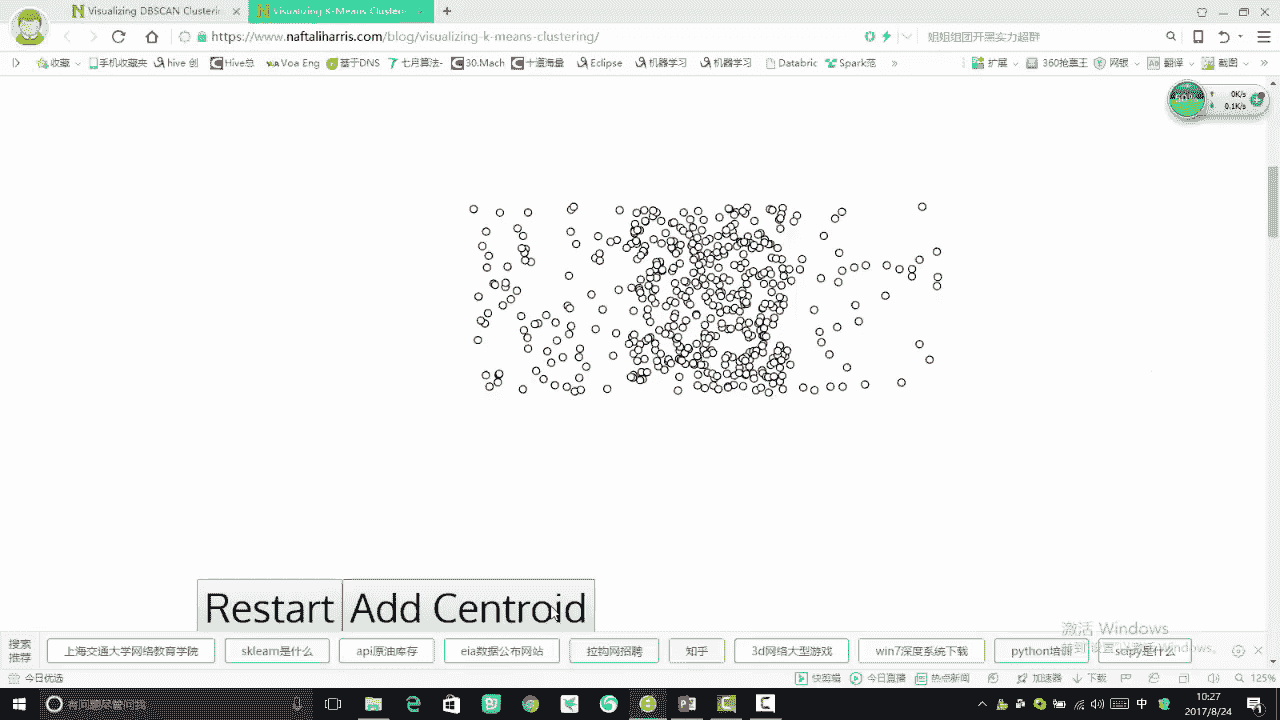 Visualizing DBSCAN Clusterin
Visualizing K-Means Clusteri
https://www.naftaliharris.com/blog/visualizing-k-means-clustering/
姐姐组团开黑实力超群
收藏
手机收藏夹
hive 创
Hive总
Voa Eng
基于DNS
七月算法-
30.Mach
十道海量
Eclipse
机器学习
机器学习
Databric
Spark范
»
扩展
360抢票王
网银
翻译
截图
»
0K/s
0.1K/s
Restart
Add Centroid
激活 Windows
搜索
推荐
上海交通大学网络教育学院
sklearn是什么
api原油库存
eia数据公布网站
拉钩网招聘
知乎
3d网络大型游戏
win7深度系统下载
python培训
scipy是什么
今日优选
快剪辑
今日直播
热点新闻
加速器
下载
125%
中
10:27
2017/8/24